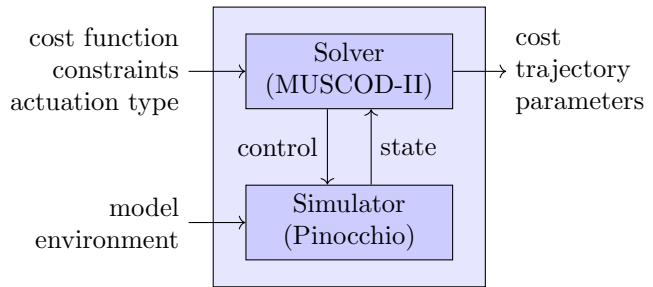 cost function
constraints
actuation type
Solver
(MUSCOD-II)
cost
trajectory
parameters
control
state
model
environment
Simulator
(Pinocchio)